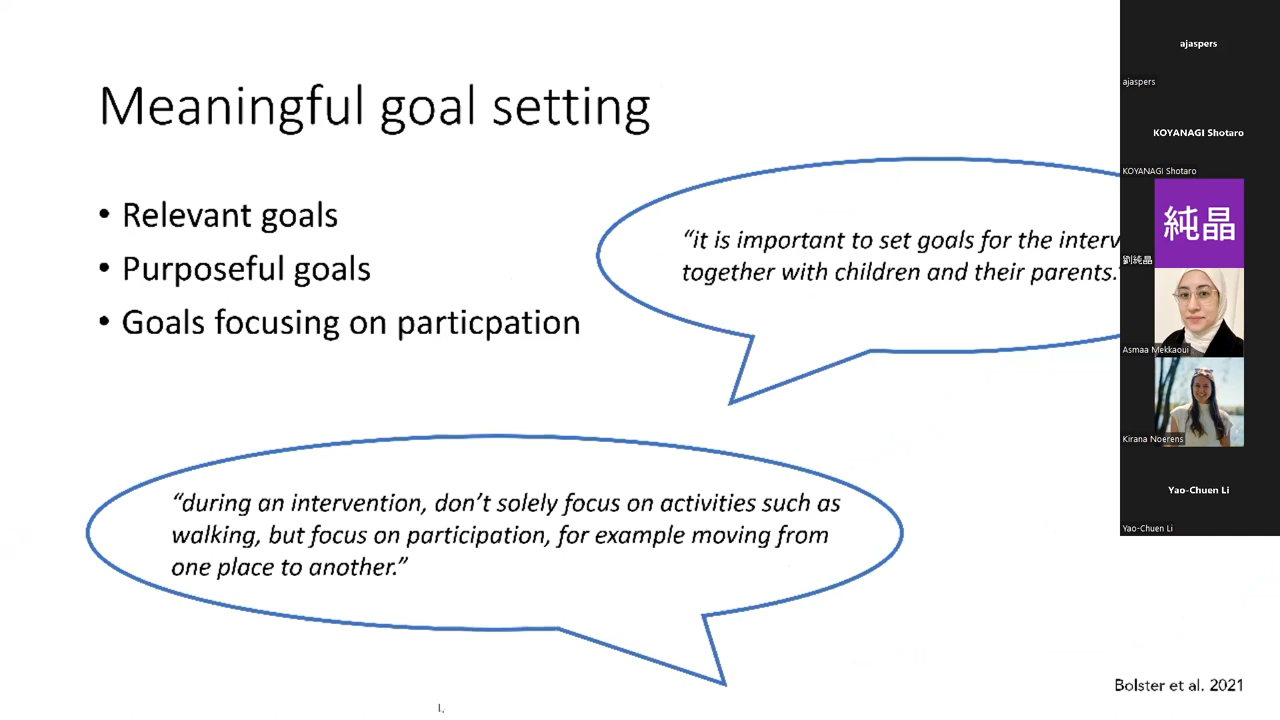 Meaningful goal setting
• Relevant goals
• Purposeful goals
• Goals focusing on particpation
“it is important to set goals for the interv
together with children and their parents.”
“during an intervention, don’t solely focus on activities such as
walking, but focus on participation, for example moving from
one place to another.”
Bolster et al. 2021
ajaspers
ajaspers
KOYANAGI Shotaro
KOYANAGI Shotaro
純晶
劉純晶
Asmaa Mekkaoui
Kirana Noerens
Yao-Chuen Li
Yao-Chuen Li